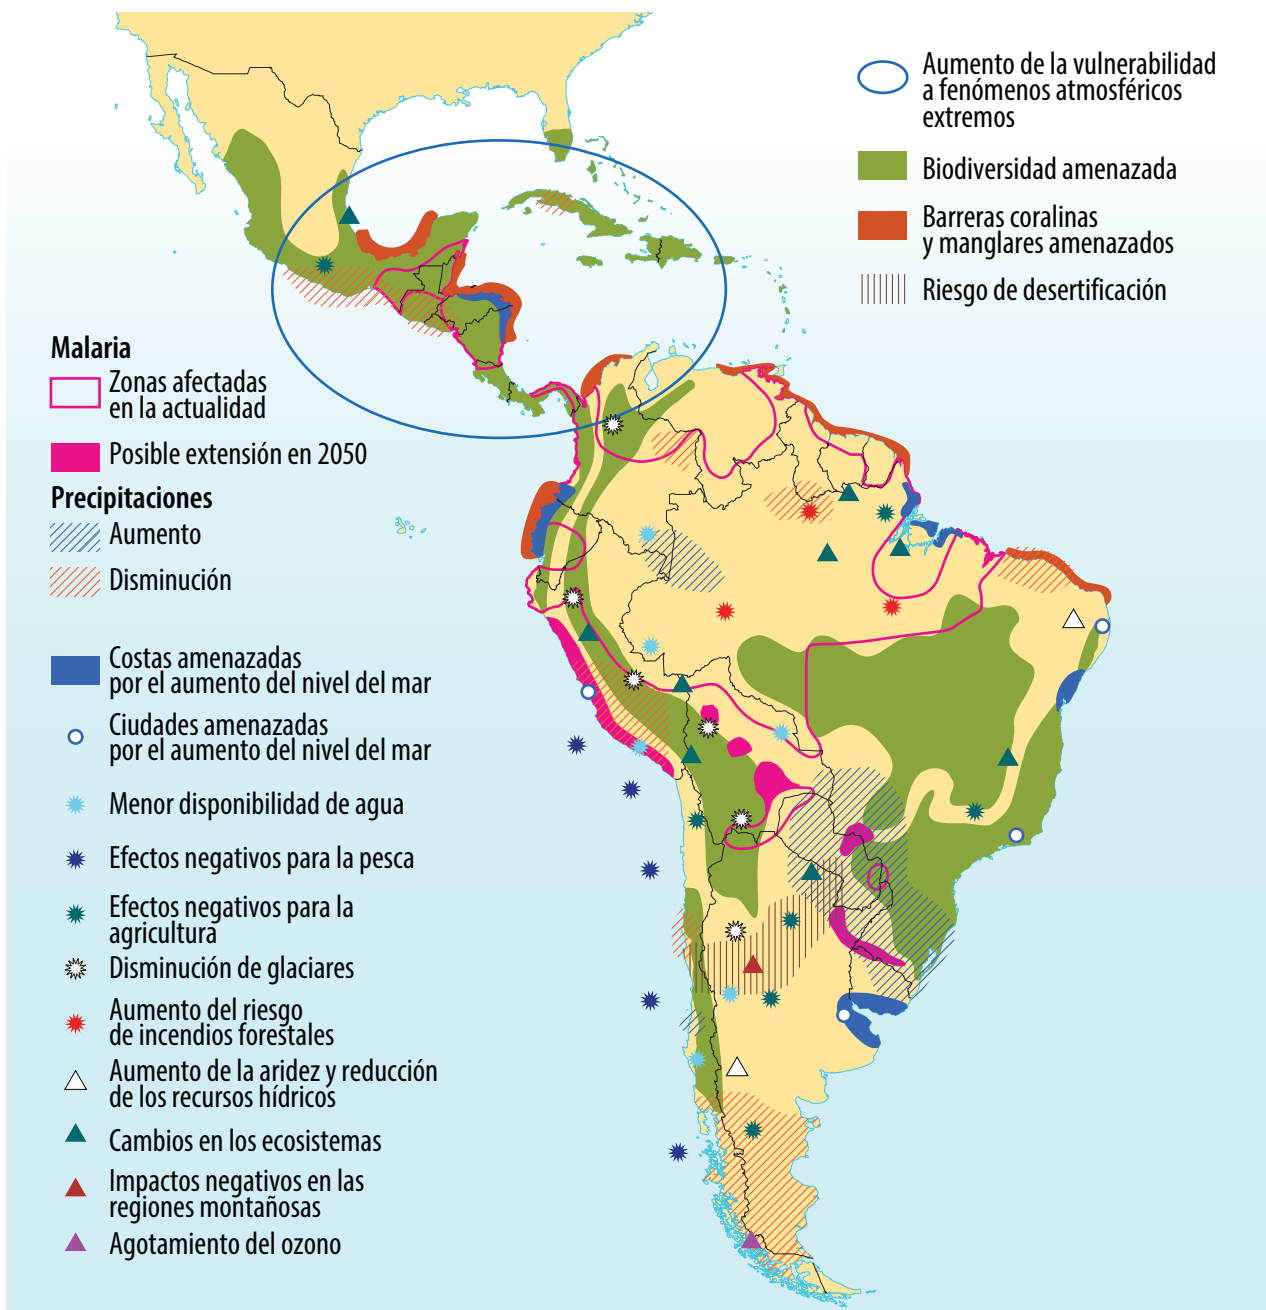 Aumento de la vulnerabilidad
a fenómenos atmosféricos
extremos
Biodiversidad amenazada
Barreras coralinas
y manglares amenazados
Riesgo de desertificación
Malaria
Zonas afectadas
en la actualidad
Posible extensión en 2050
Precipitaciones
Aumento
Disminución
Costas amenazadas
por el aumento del nivel del mar
Ciudades amenazadas
por el aumento del nivel del mar
Menor disponibilidad de agua
Efectos negativos para la pesca
Efectos negativos para la
agricultura
Disminución de glaciares
Aumento del riesgo
de incendios forestales
Aumento de la aridez y reducción
de los recursos hídricos
Cambios en los ecosistemas
Impactos negativos en las
regiones montañosas
Agotamiento del ozono